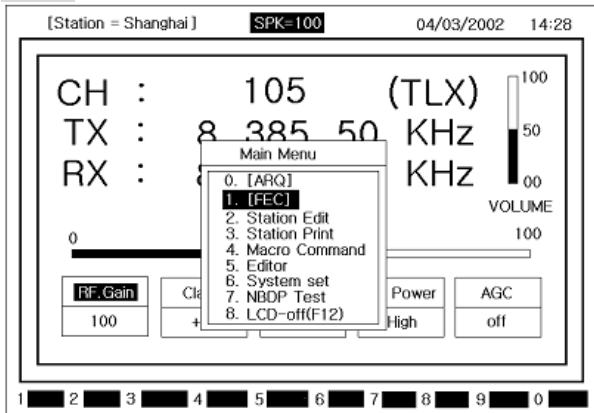 [Station = Shanghai] SPK=100 04/03/2002 14:28
CH : 105 (TLX)
TX : 8 385 50 KHz
RX : KHz
100
50
00
VOLUME
Main Menu
0. [ARQ]
1. [FEC]
2. Station Edit
3. Station Print
4. Macro Command
5. Editor
6. System set
7. NBDP Test
8. LCD-off(F12)
0 100
RF.Gain Power AGC
100 High off
1 2 3 4 5 6 7 8 9 0